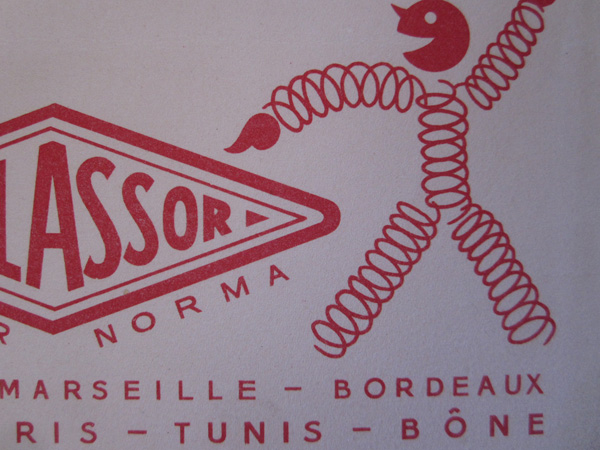 LASSOR
R NORMA
MARSEILLE – BORDEAUX
RIS – TUNIS – BÔNE